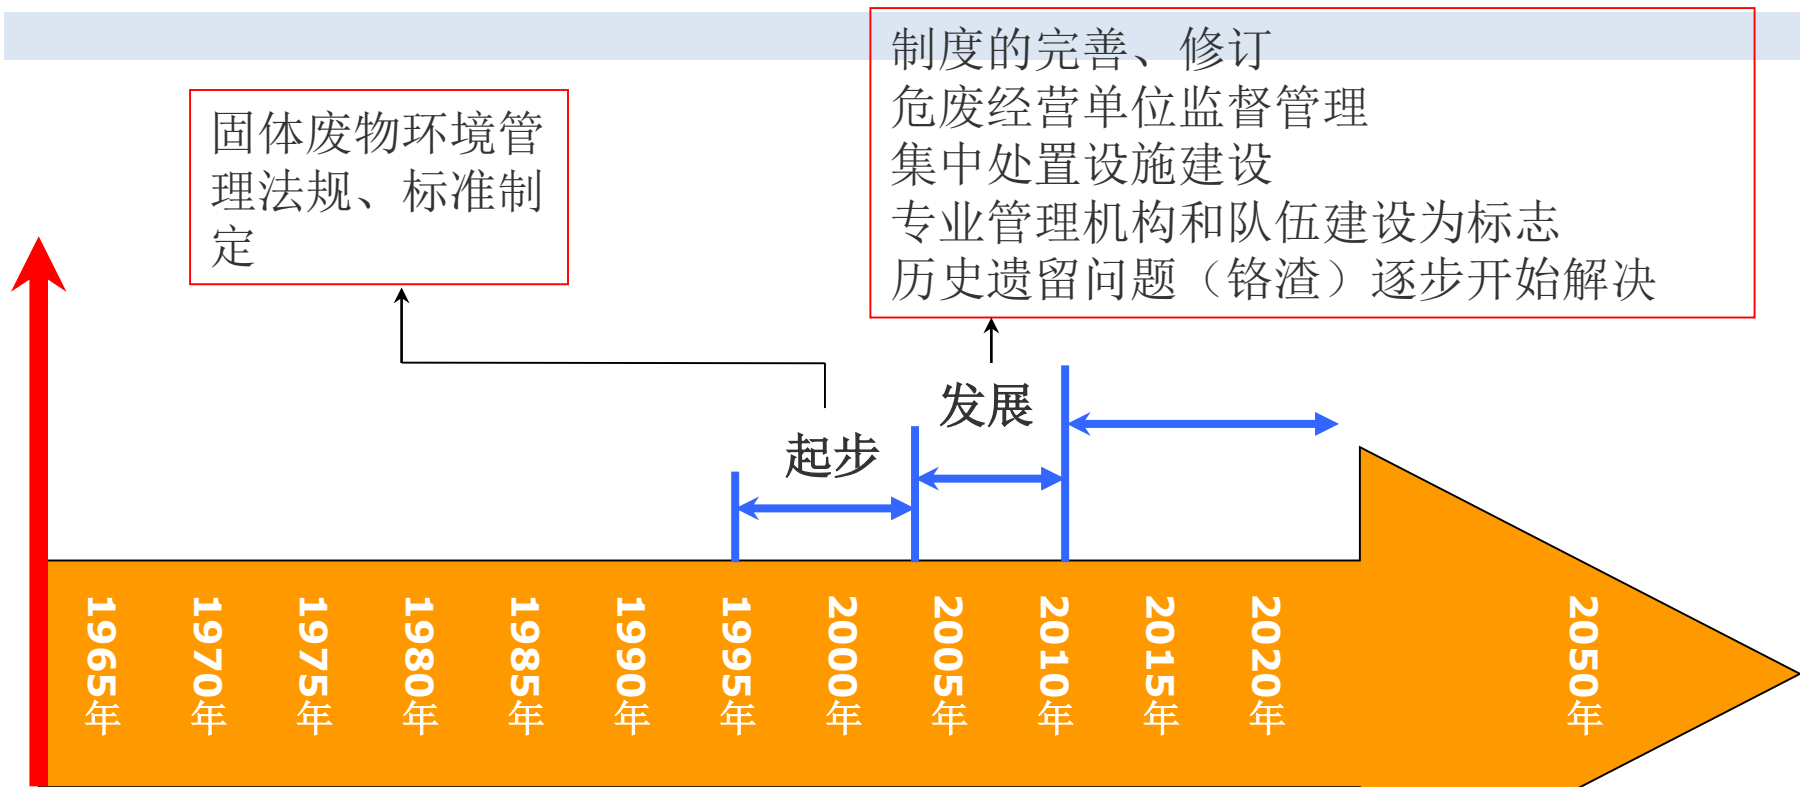 制度的完善、修订
危废经营单位监督管理
集中处置设施建设
专业管理机构和队伍建设为标志
历史遗留问题（铬渣）逐步开始解决
固体废物环境管
理法规、标准制
定
发展
起步
1965年
1970年
1975年
1980年
1985年
1990年
1995年
2000年
2005年
2010年
2015年
2020年
2050年